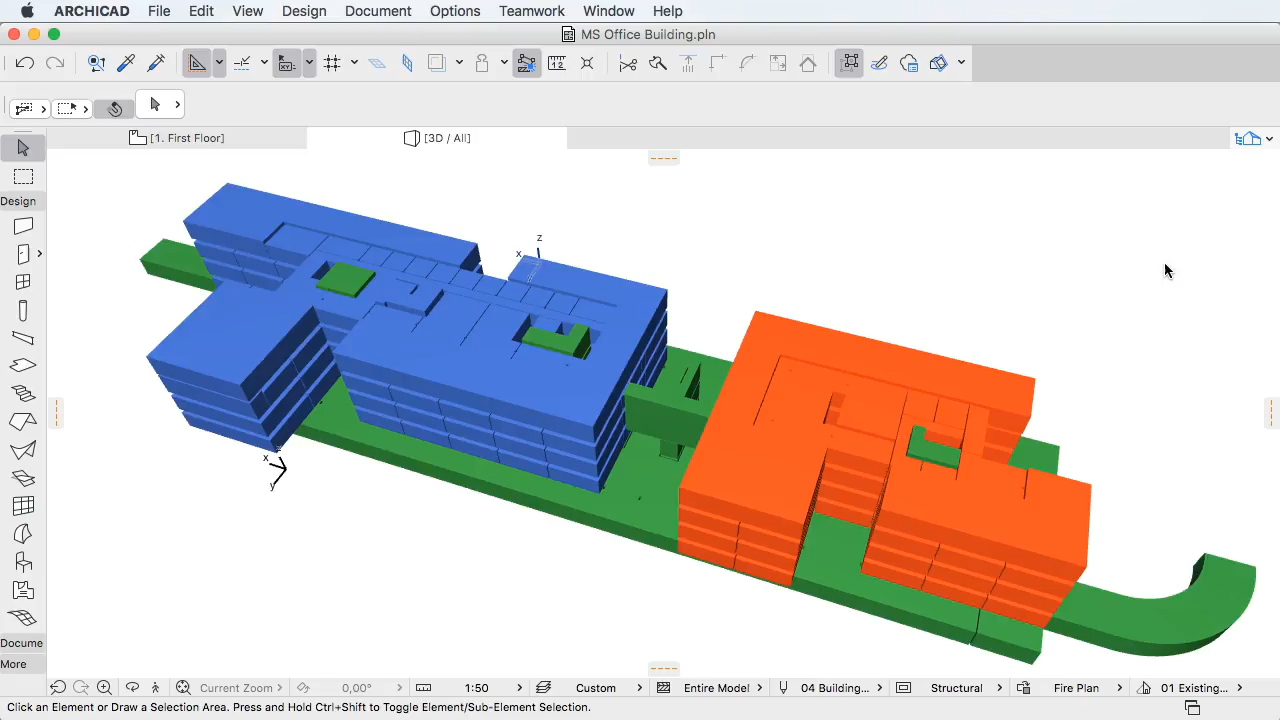 ARCHICAD File Edit View Design Document Options Teamwork Window Help
MS Office Building.pln
[1. First Floor] [3D / All]
Design
z
x
x
y
Docume
More
Current Zoom 0,00° 1:50 Custom Entire Model 04 Building... Structural Fire Plan 01 Existing...
Click an Element or Draw a Selection Area. Press and Hold Ctrl+Shift to Toggle Element/Sub-Element Selection.